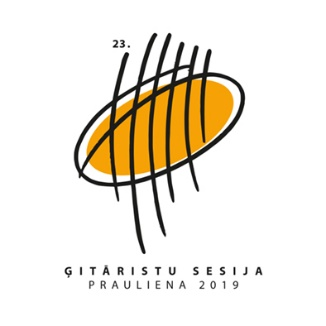 23.
ĢITĀRISTU SESIJA
PRAULIENA 2019